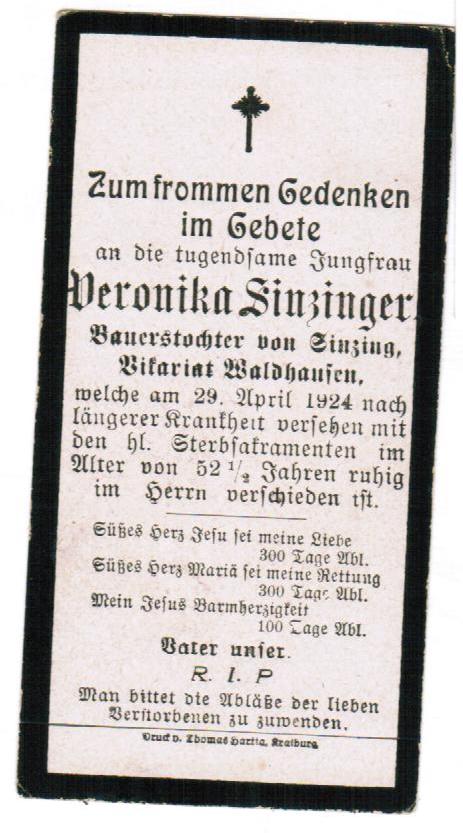 Zum frommen Gedenken
im Gebete
an die tugendsame Jungfrau
Veronika Sinzinger,
Bauerstochter von Sinzing,
Vikariat Waldhausen,
welche am 29. April 1924 nach
längerer Krankheit versehen mit
den hl. Sterbsakramenten im
Alter von 52 1/2 Jahren ruhig
im Herrn verschieden ist.
Süßes Herz Jesu sei meine Liebe
300 Tage Abl.
Süßes Herz Mariä sei meine Rettung
300 Tage Abl.
Mein Jesus Barmherzigkeit
100 Tage Abl.
Vater unser.
R. I. P
Man bittet die Abläße der lieben
Verstorbenen zu zuwenden.
Druck v. Thomas Hartla, Kraiburg